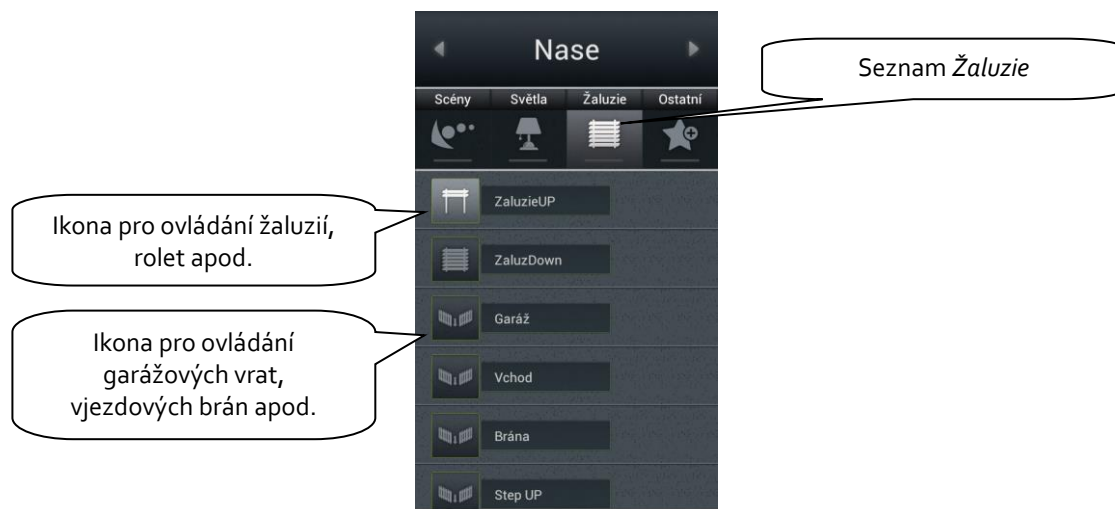 Nase
Seznam Žaluzie
Scény Světla Žaluzie Ostatní
ZaluzieUP
Ikona pro ovládání žaluzií,
rolet apod.
ZaluzDown
Garáž
Ikona pro ovládání
garážových vrat,
vjezdových brán apod.
Vchod
Brána
Step UP